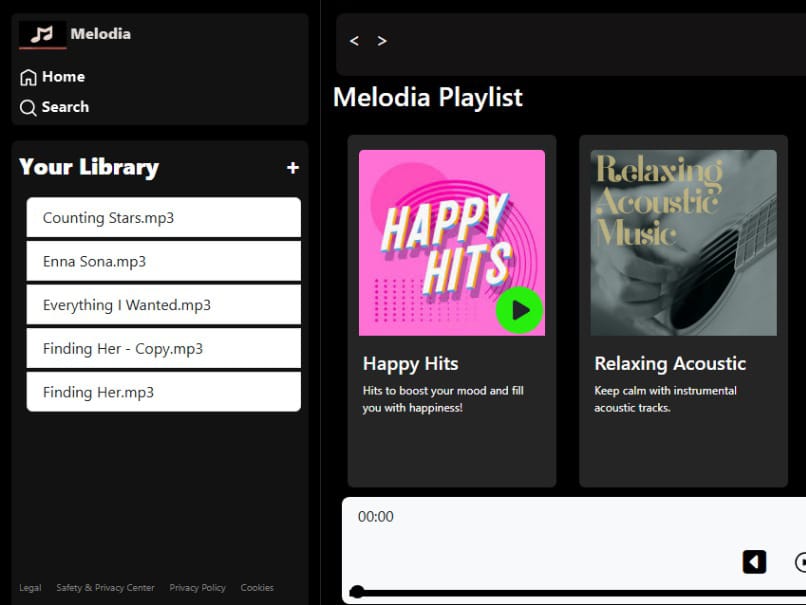 Melodia
Home
Search
Your Library +
Counting Stars.mp3
Enna Sona.mp3
Everything I Wanted.mp3
Finding Her - Copy.mp3
Finding Her.mp3
Legal Safety & Privacy Center Privacy Policy Cookies
< >
Melodia Playlist
HAPPY
HITS
Happy Hits
Hits to boost your mood and fill
you with happiness!
Relaxing
Acoustic
Music
Relaxing Acoustic
Keep calm with instrumental
acoustic tracks.
00:00